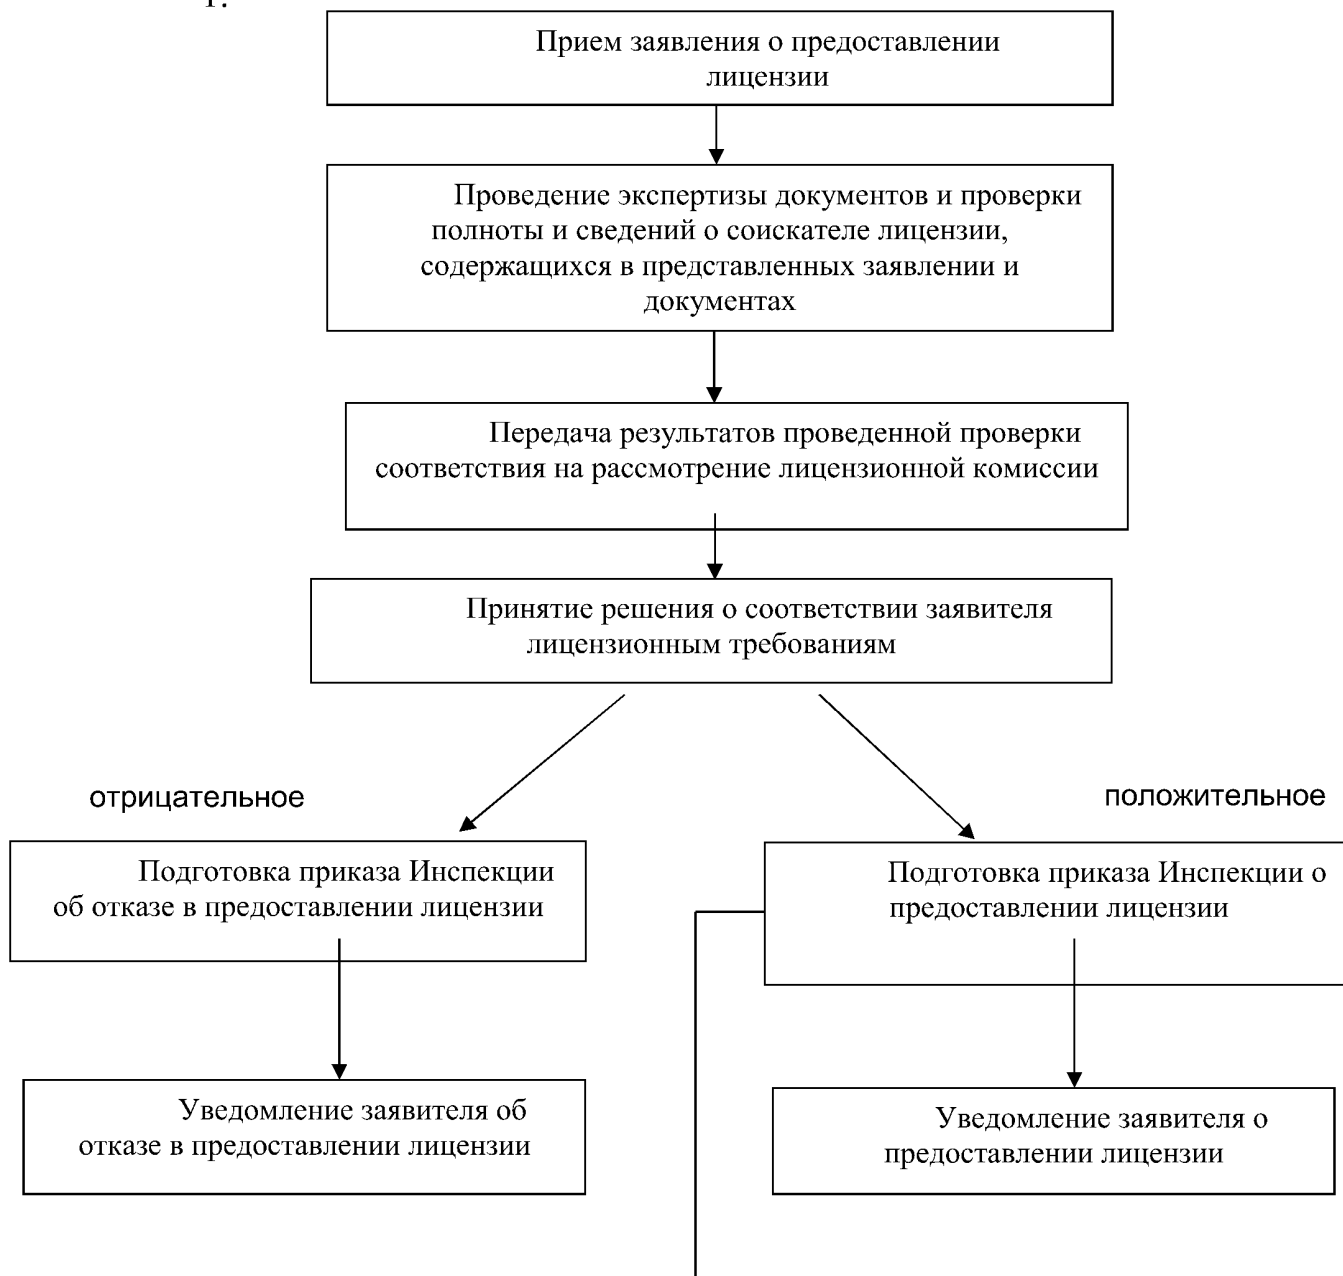 1.
Прием заявления о предоставлении
лицензии
Проведение экспертизы документов и проверки
полноты и сведений о соискателе лицензии,
содержащихся в представленных заявлении и
документах
Передача результатов проведенной проверки
соответствия на рассмотрение лицензионной комиссии
Принятие решения о соответствии заявителя
лицензионным требованиям
отрицательное
положительное
Подготовка приказа Инспекции
об отказе в предоставлении лицензии
Подготовка приказа Инспекции о
предоставлении лицензии
Уведомление заявителя об
отказе в предоставлении лицензии
Уведомление заявителя о
предоставлении лицензии